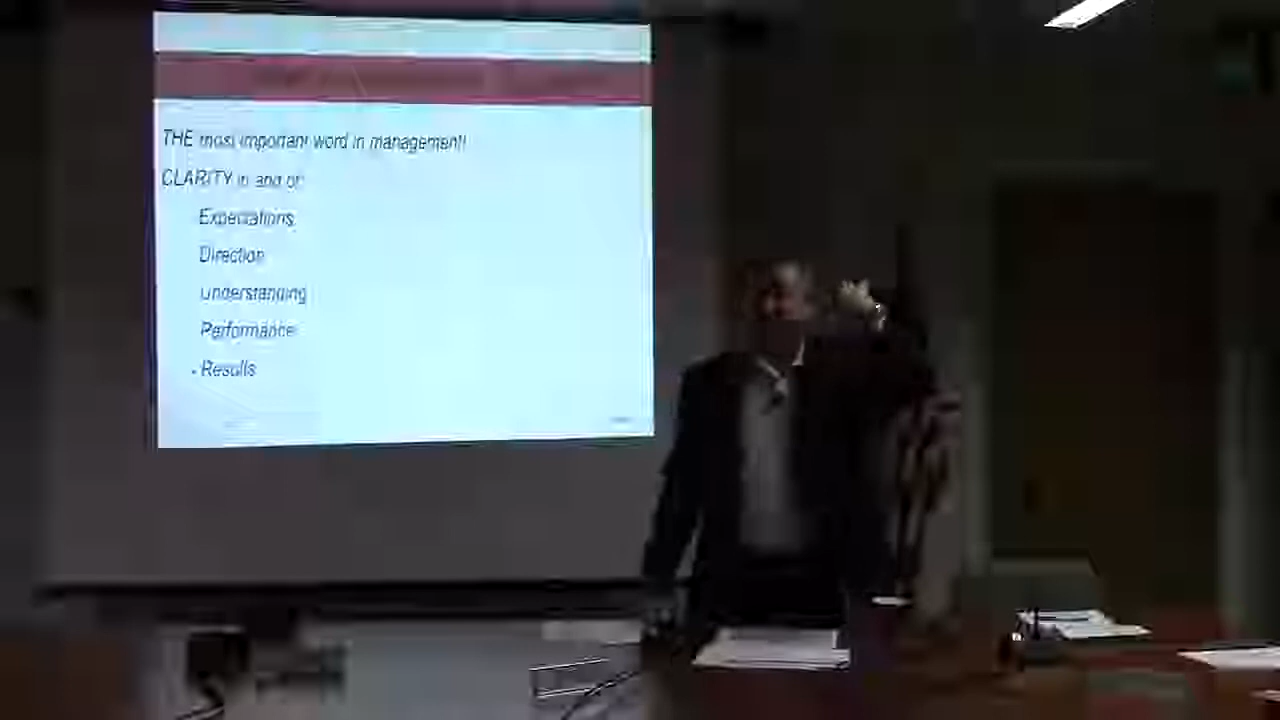 THE most important word in management!!
CLARITY in and of:
Expectations
Direction
Understanding
Performance
- Results